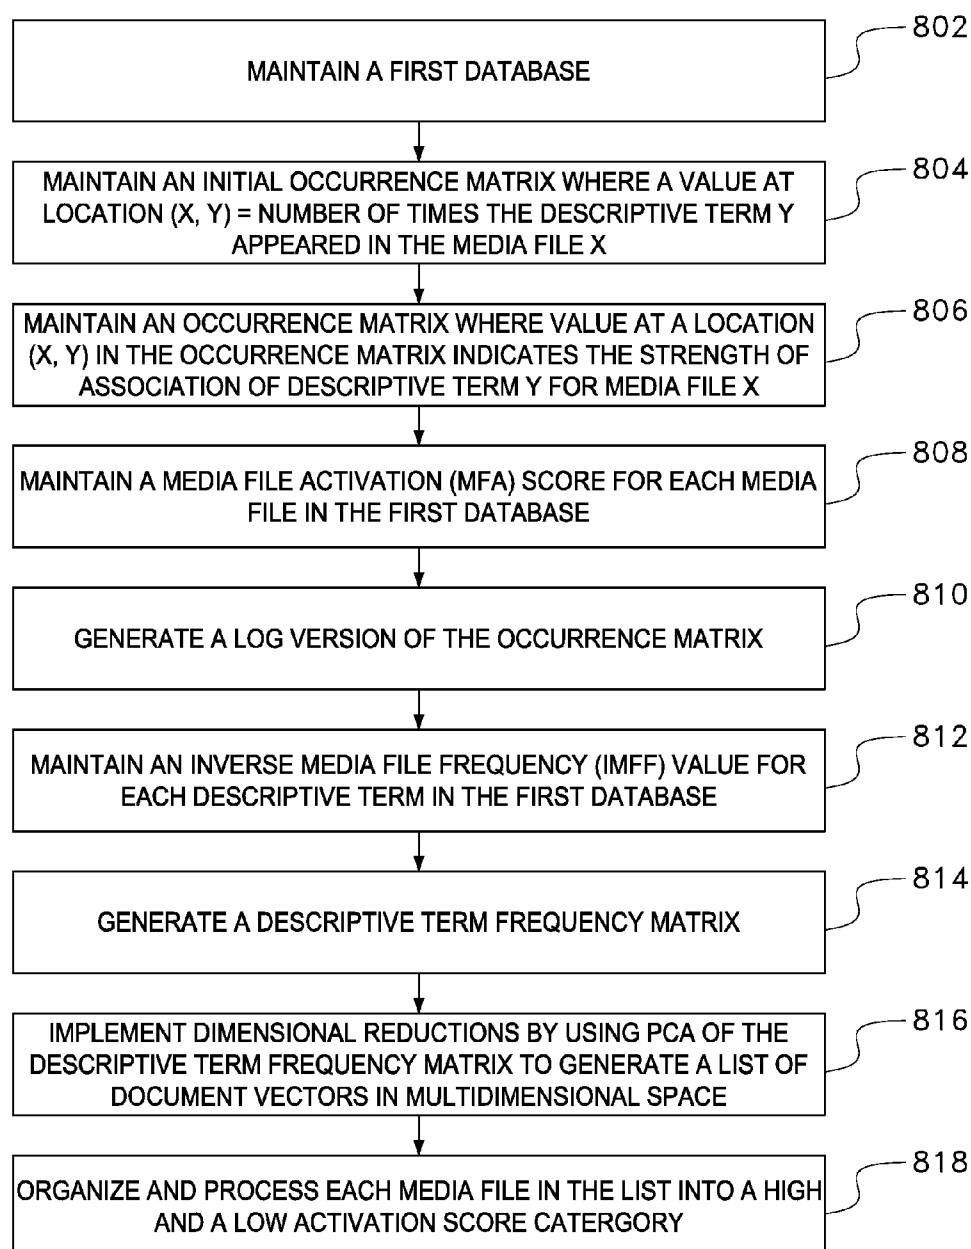 802
MAINTAIN A FIRST DATABASE
804
MAINTAIN AN INITIAL OCCURRENCE MATRIX WHERE A VALUE AT
LOCATION (X, Y) = NUMBER OF TIMES THE DESCRIPTIVE TERM Y
APPEARED IN THE MEDIA FILE X
806
MAINTAIN AN OCCURRENCE MATRIX WHERE VALUE AT A LOCATION
(X, Y) IN THE OCCURRENCE MATRIX INDICATES THE STRENGTH OF
ASSOCIATION OF DESCRIPTIVE TERM Y FOR MEDIA FILE X
808
MAINTAIN A MEDIA FILE ACTIVATION (MFA) SCORE FOR EACH MEDIA
FILE IN THE FIRST DATABASE
810
GENERATE A LOG VERSION OF THE OCCURRENCE MATRIX
812
MAINTAIN AN INVERSE MEDIA FILE FREQUENCY (IMFF) VALUE FOR
EACH DESCRIPTIVE TERM IN THE FIRST DATABASE
814
GENERATE A DESCRIPTIVE TERM FREQUENCY MATRIX
816
IMPLEMENT DIMENSIONAL REDUCTIONS BY USING PCA OF THE
DESCRIPTIVE TERM FREQUENCY MATRIX TO GENERATE A LIST OF
DOCUMENT VECTORS IN MULTIDIMENSIONAL SPACE
818
ORGANIZE AND PROCESS EACH MEDIA FILE IN THE LIST INTO A HIGH
AND A LOW ACTIVATION SCORE CATERGORY